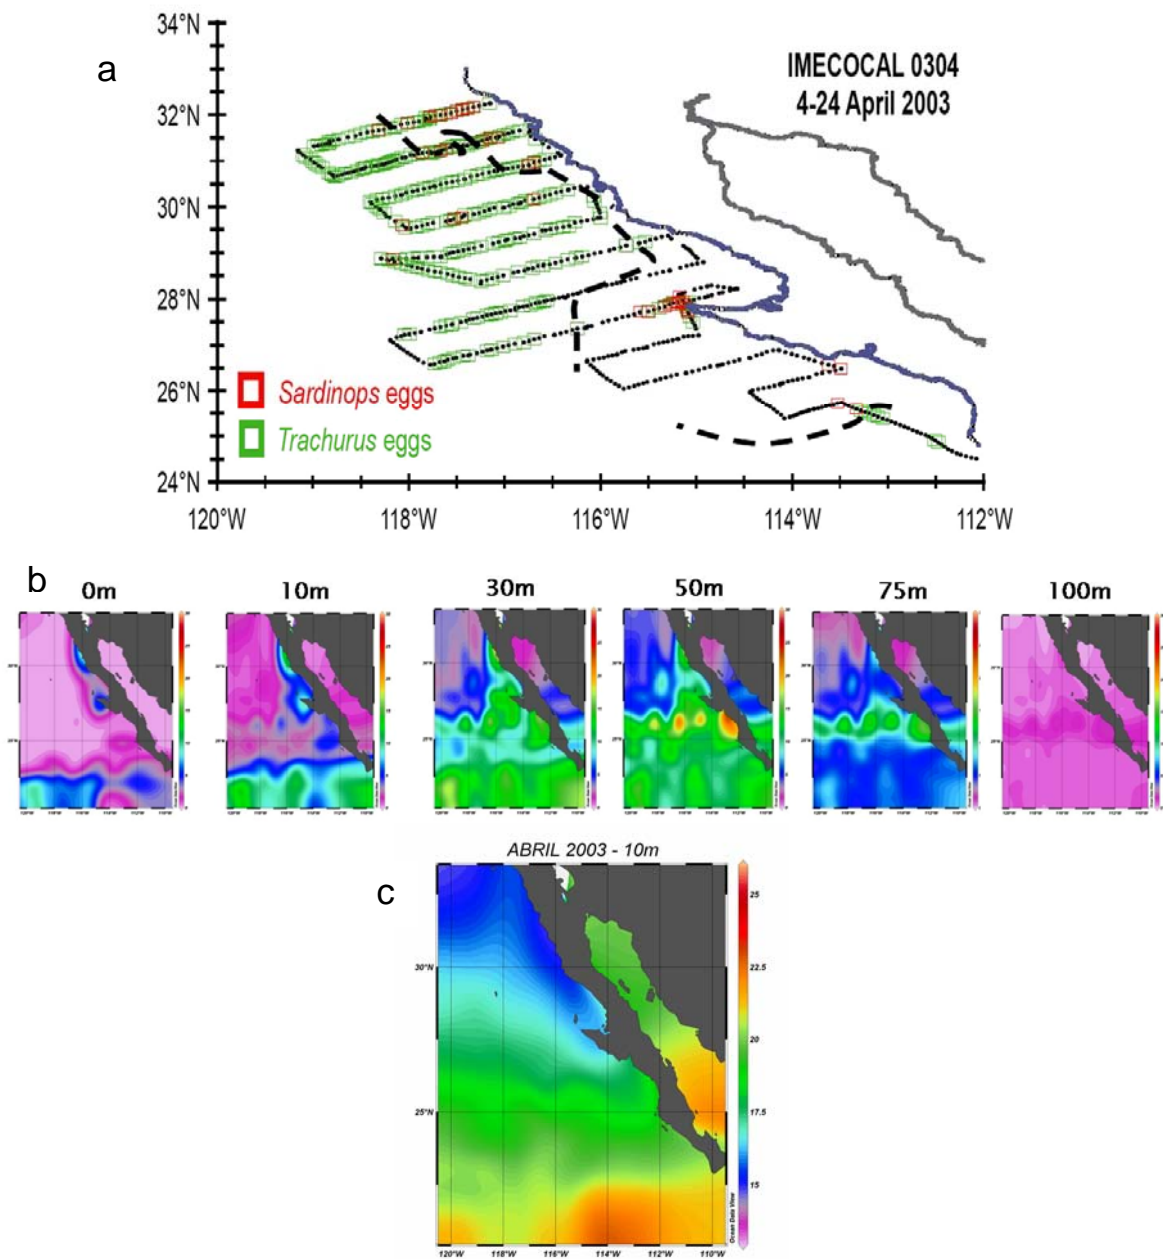 a
34°N
32°N
30°N
28°N
26°N
24°N
120°W
118°W
116°W
114°W
112°W
IMECOCAL 0304
4-24 April 2003
Sardinops eggs
Trachurus eggs
b
0m
10m
30m
50m
75m
100m
c
ABRIL 2003 - 10m
30°N
25°N
120°W
118°W
116°W
114°W
112°W
110°W
25
22.5
20
17.5
15
Ocean Data View